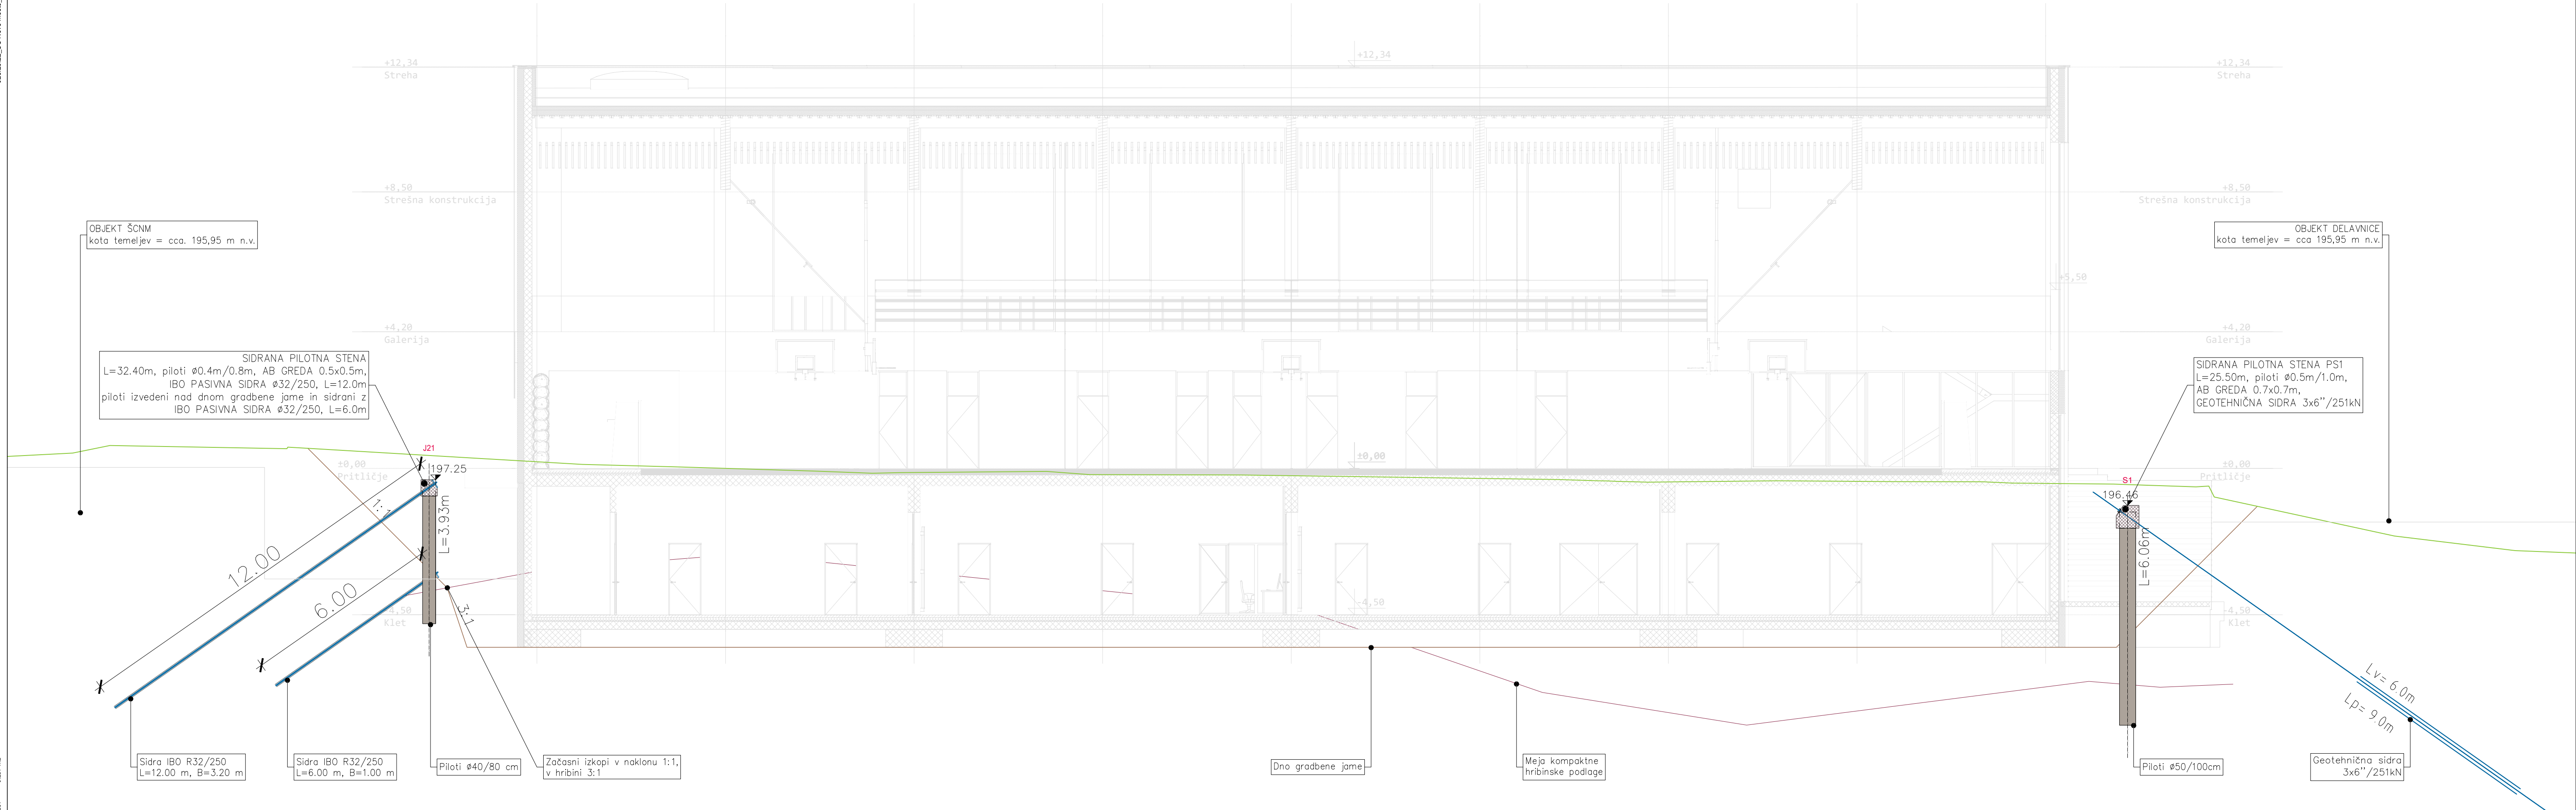 +12,34
Streha
+12,34
+12,34
Streha
+8,50
Strešna konstrukcija
+8,50
Strešna konstrukcija
OBJEKT ŠCNM
kota temeljev = cca. 195,95 m n.v.
OBJEKT DELAVNICE
kota temeljev = cca 195,95 m n.v.
+5,50
+4,20
Galerija
+4,20
Galerija
SIDRANA PILOTNA STENA
L=32.40m, piloti ø0.4m/0.8m, AB GREDA 0.5x0.5m,
IBO PASIVNA SIDRA ø32/250, L=12.0m
piloti izvedeni nad dnom gradbene jame in sidrani z
IBO PASIVNA SIDRA ø32/250, L=6.0m
SIDRANA PILOTNA STENA PS1
L=25.50m, piloti ø0.5m/1.0m,
AB GREDA 0.7x0.7m,
GEOTEHNIČNA SIDRA 3x6''/251kN
J21
±0,00
Pritličje
197.25
±0,00
±0,00
Pritličje
S1
196.46
1:1
L=3.93m
L=6.06m
12.00
6.00
3:1
-4,50
Klet
-4,50
-4,50
Klet
Lv= 6.0m
Lp= 9.0m
Sidra IBO R32/250
L=12.00 m, B=3.20 m
Sidra IBO R32/250
L=6.00 m, B=1.00 m
Piloti ø40/80 cm
Začasni izkopi v naklonu 1:1,
v hribini 3:1
Dno gradbene jame
Meja kompaktne
hribinske podlage
Piloti ø50/100cm
Geotehnična sidra
3x6''/251kN